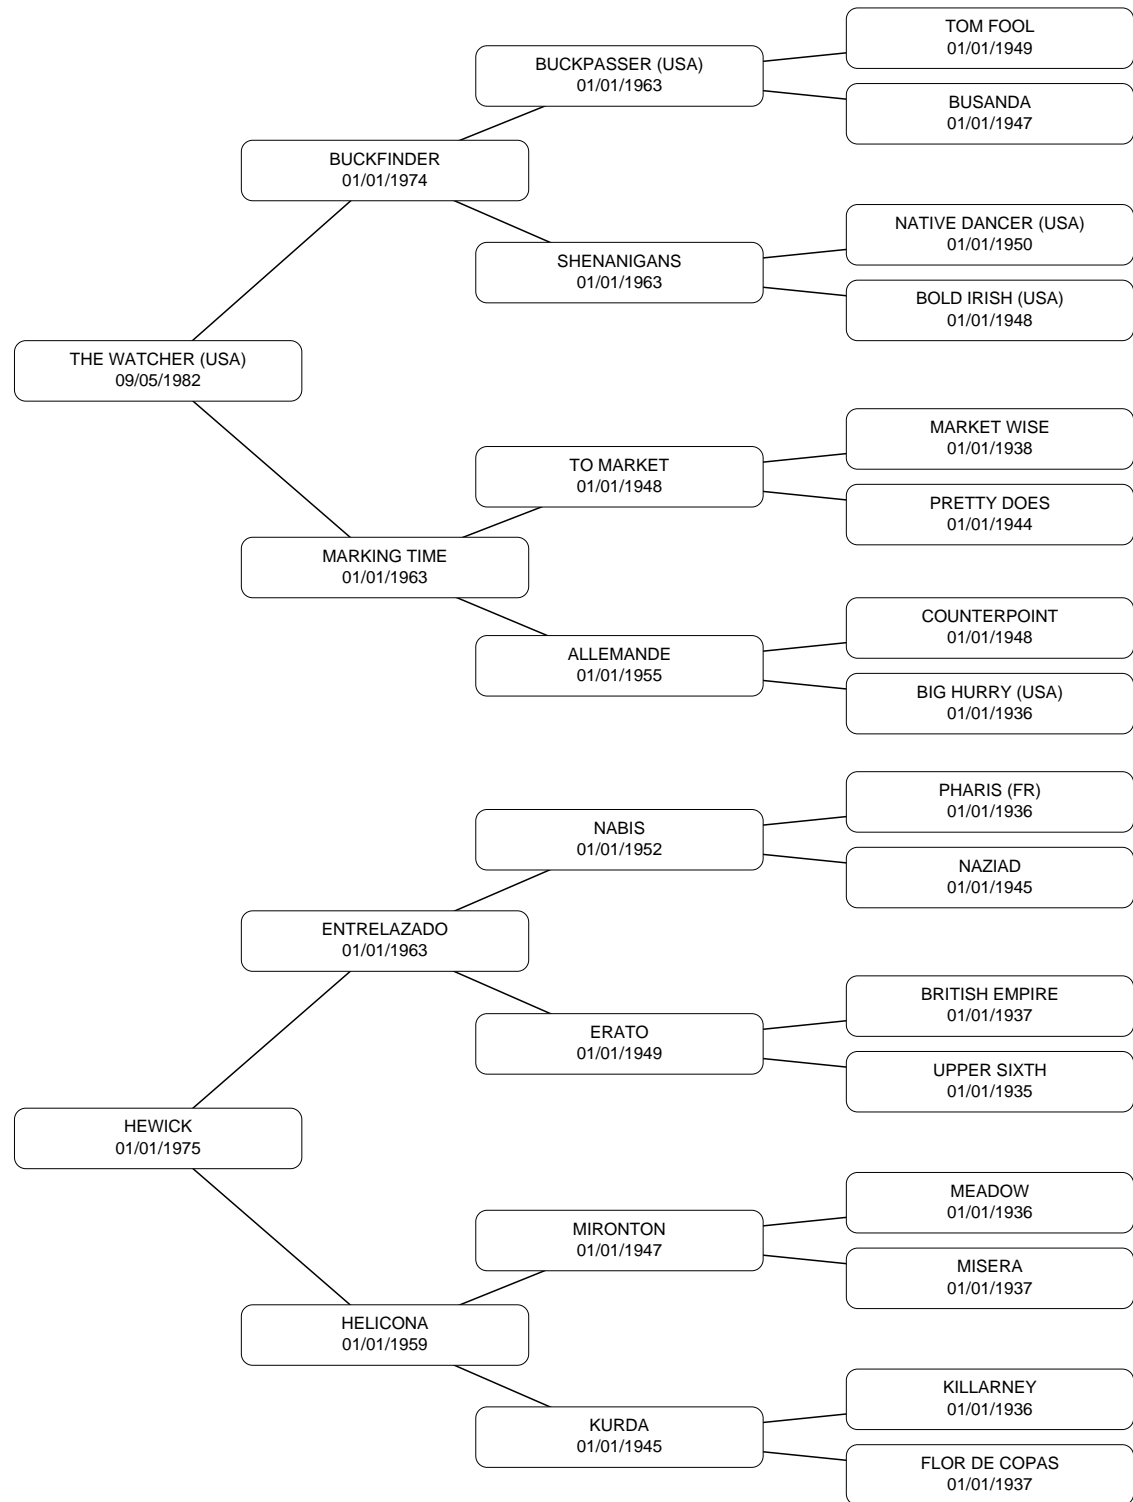 TOM FOOL
01/01/1949
BUCKPASSER (USA)
01/01/1963
BUSANDA
01/01/1947
BUCKFINDER
01/01/1974
NATIVE DANCER (USA)
01/01/1950
SHENANIGANS
01/01/1963
BOLD IRISH (USA)
01/01/1948
THE WATCHER (USA)
09/05/1982
MARKET WISE
01/01/1938
TO MARKET
01/01/1948
PRETTY DOES
01/01/1944
MARKING TIME
01/01/1963
COUNTERPOINT
01/01/1948
ALLEMANDE
01/01/1955
BIG HURRY (USA)
01/01/1936
PHARIS (FR)
01/01/1936
NABIS
01/01/1952
NAZIAD
01/01/1945
ENTRELAZADO
01/01/1963
BRITISH EMPIRE
01/01/1937
ERATO
01/01/1949
UPPER SIXTH
01/01/1935
HEWICK
01/01/1975
MEADOW
01/01/1936
MIRONTON
01/01/1947
MISERA
01/01/1937
HELICONA
01/01/1959
KILLARNEY
01/01/1936
KURDA
01/01/1945
FLOR DE COPAS
01/01/1937